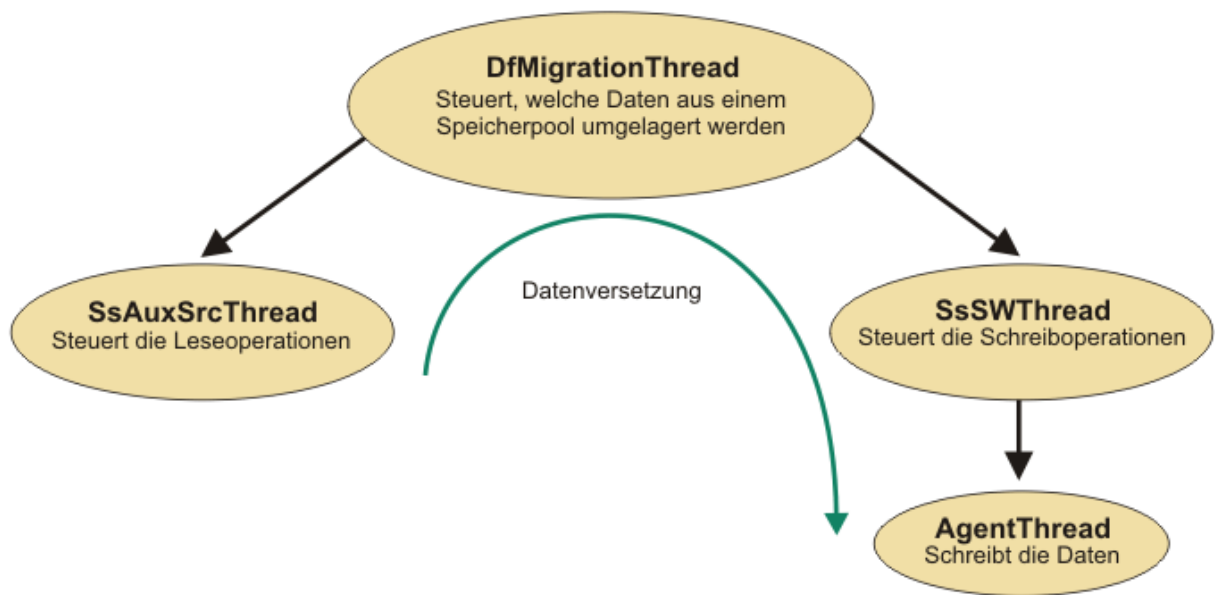 DfMigrationThread
Steuert, welche Daten aus einem
Speicherpool umgelagert werden
Datenversetzung
SsAuxSrcThread
Steuert die Leseoperationen
SsSWThread
Steuert die Schreiboperationen
AgentThread
Schreibt die Daten